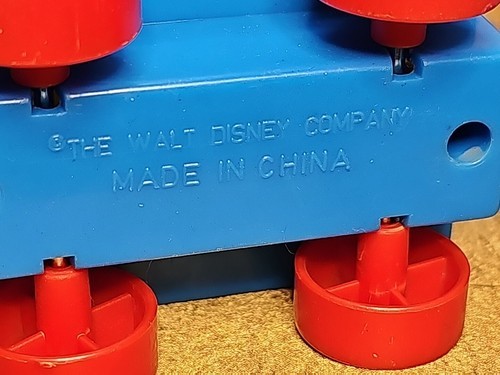 ©THE WALT DISNEY COMPANY
MADE IN CHINA